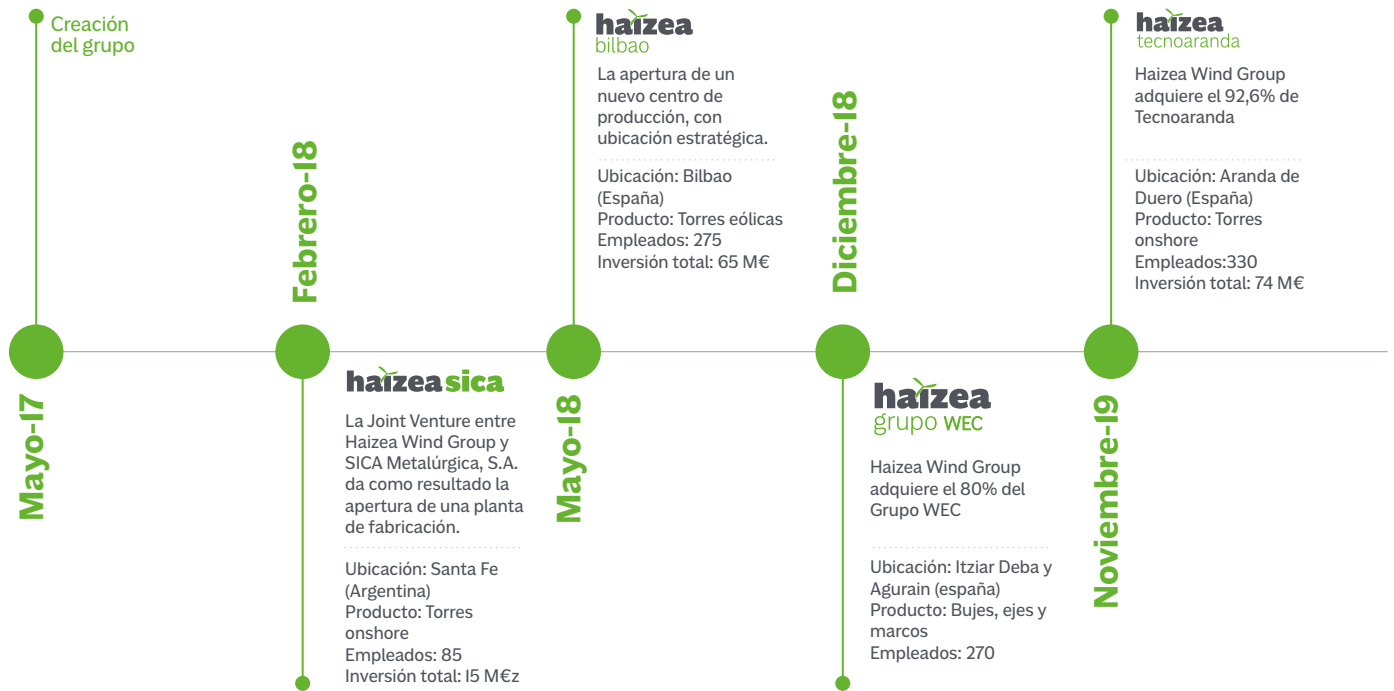 Creación
del grupo
Mayo-17
Febrero-18
haizea sica
La Joint Venture entre
Haizea Wind Group y
SICA Metalúrgica, S.A.
da como resultado la
apertura de una planta
de fabricación.
Ubicación: Santa Fe
(Argentina)
Producto: Torres
onshore
Empleados: 85
Inversión total: 15 M€z
haizea
bilbao
La apertura de un
nuevo centro de
producción, con
ubicación estratégica.
Ubicación: Bilbao
(España)
Producto: Torres eólicas
Empleados: 275
Inversión total: 65 M€
Mayo-18
Diciembre-18
haizea
grupo WEC
Haizea Wind Group
adquiere el 80% del
Grupo WEC
Ubicación: Itziar Deba y
Agurain (españa)
Producto: Bujes, ejes y
marcos
Empleados: 270
haizea
tecnoaranda
Haizea Wind Group
adquiere el 92,6% de
Tecnoaranda
Ubicación: Aranda de
Duero (España)
Producto: Torres
onshore
Empleados:330
Inversión total: 74 M€
Noviembre-19